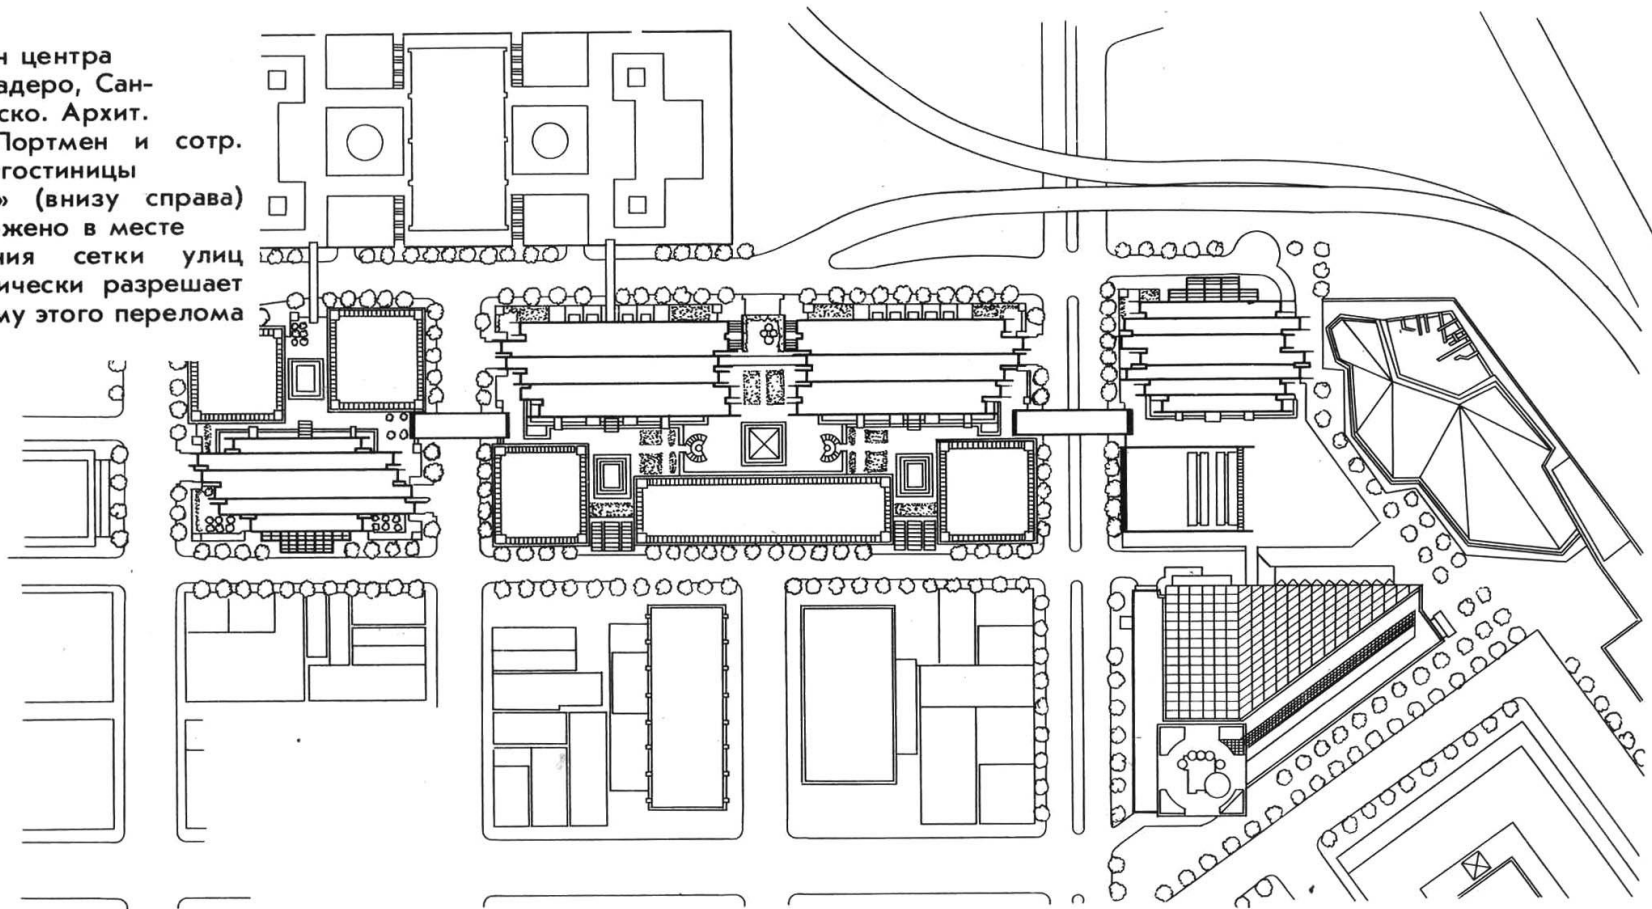 н центра
адеро, Сан-
ско. Архит.
Портмен и сотр.
гостиницы
» (внизу справа)
жено в месте
ния сетки улиц
ически разрешает
му этого перелома